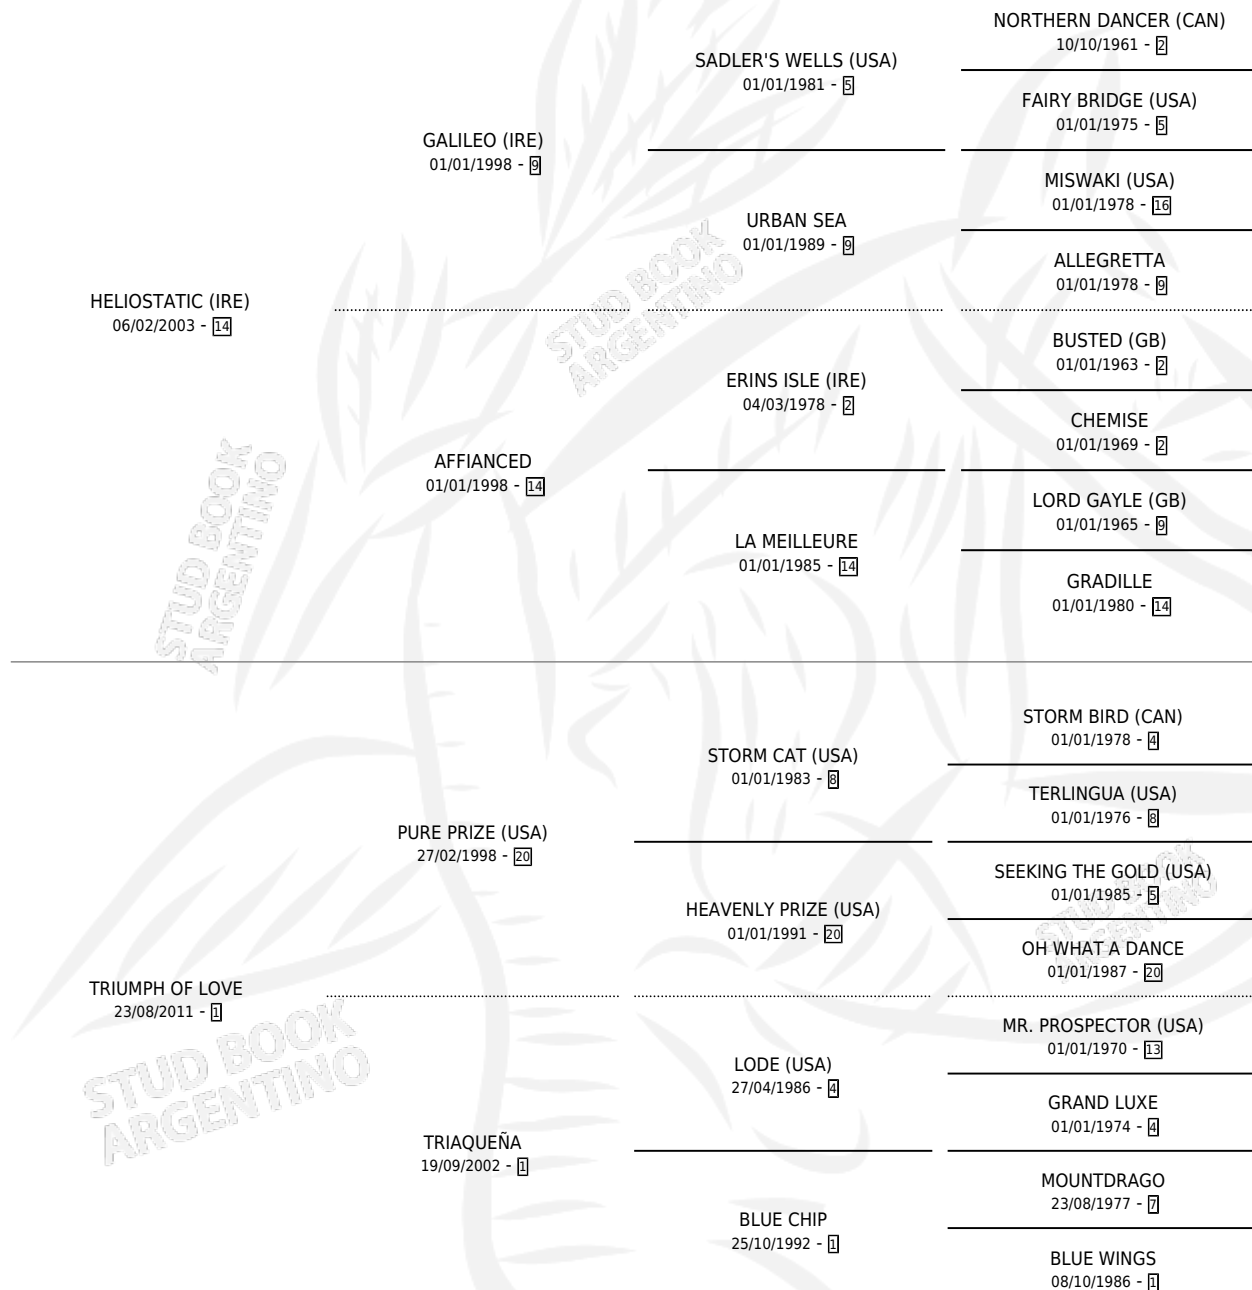 NORTHERN DANCER (CAN)
10/10/1961 - 2
SADLER'S WELLS (USA)
01/01/1981 - 5
FAIRY BRIDGE (USA)
01/01/1975 - 5
GALILEO (IRE)
01/01/1998 - 9
MISWAKI (USA)
01/01/1978 - 16
URBAN SEA
01/01/1989 - 9
ALLEGRETTA
01/01/1978 - 9
HELIOSTATIC (IRE)
06/02/2003 - 14
BUSTED (GB)
01/01/1963 - 2
ERINS ISLE (IRE)
04/03/1978 - 2
CHEMISE
01/01/1969 - 2
AFFIANCED
01/01/1998 - 14
LORD GAYLE (GB)
01/01/1965 - 9
LA MEILLEURE
01/01/1985 - 14
GRADILLE
01/01/1980 - 14
STORM BIRD (CAN)
01/01/1978 - 4
STORM CAT (USA)
01/01/1983 - 8
TERLINGUA (USA)
01/01/1976 - 8
PURE PRIZE (USA)
27/02/1998 - 20
SEEKING THE GOLD (USA)
01/01/1985 - 5
HEAVENLY PRIZE (USA)
01/01/1991 - 20
OH WHAT A DANCE
01/01/1987 - 20
TRIUMPH OF LOVE
23/08/2011 - 1
MR. PROSPECTOR (USA)
01/01/1970 - 13
LODE (USA)
27/04/1986 - 4
GRAND LUXE
01/01/1974 - 4
TRIAQUEÑA
19/09/2002 - 1
MOUNTDRAGO
23/08/1977 - 7
BLUE CHIP
25/10/1992 - 1
BLUE WINGS
08/10/1986 - 1
STUD BOOK
ARGENTINO
STUD BOOK
ARGENTINO
STUD BOOK
ARGENTINO
STUD BOOK
ARGENTINO